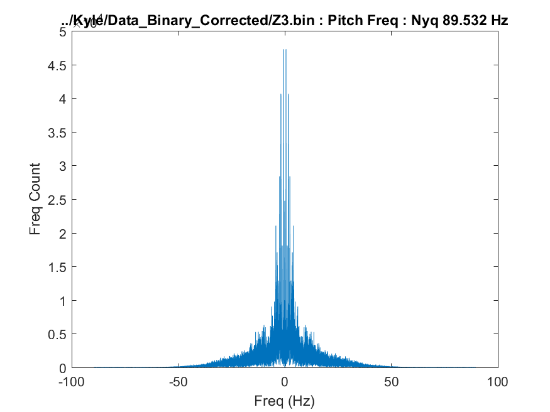 ../Kyle/Data_Binary_Corrected/Z3.bin : Pitch Freq : Nyq 89.532 Hz
5
4.5
4
3.5
3
2.5
2
1.5
1
0.5
0
Freq Count
-100 -50 0 50 100
Freq (Hz)